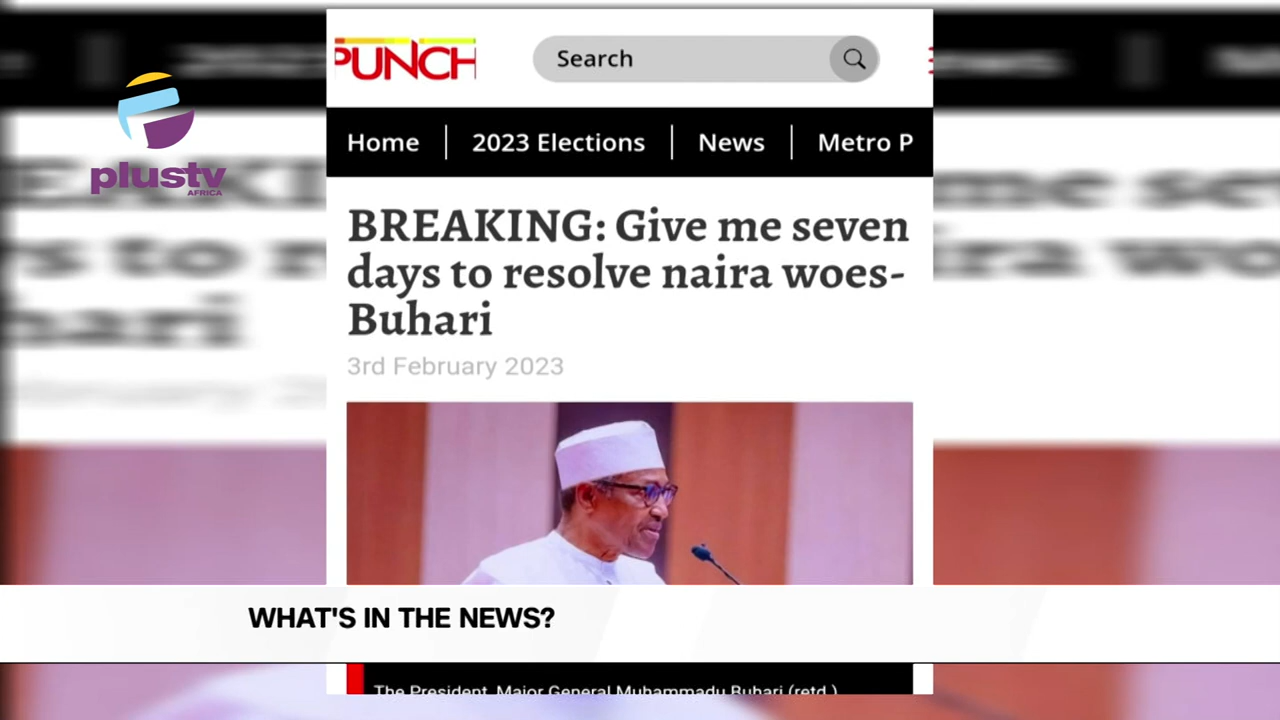 PUNCH
Search
plustv
AFRICA
Home
2023 Elections
News
Metro P
BREAKING: Give me seven
days to resolve naira woes-
Buhari
3rd February 2023
WHAT'S IN THE NEWS?
The President, Major General Muhammadu Buhari (retd.)